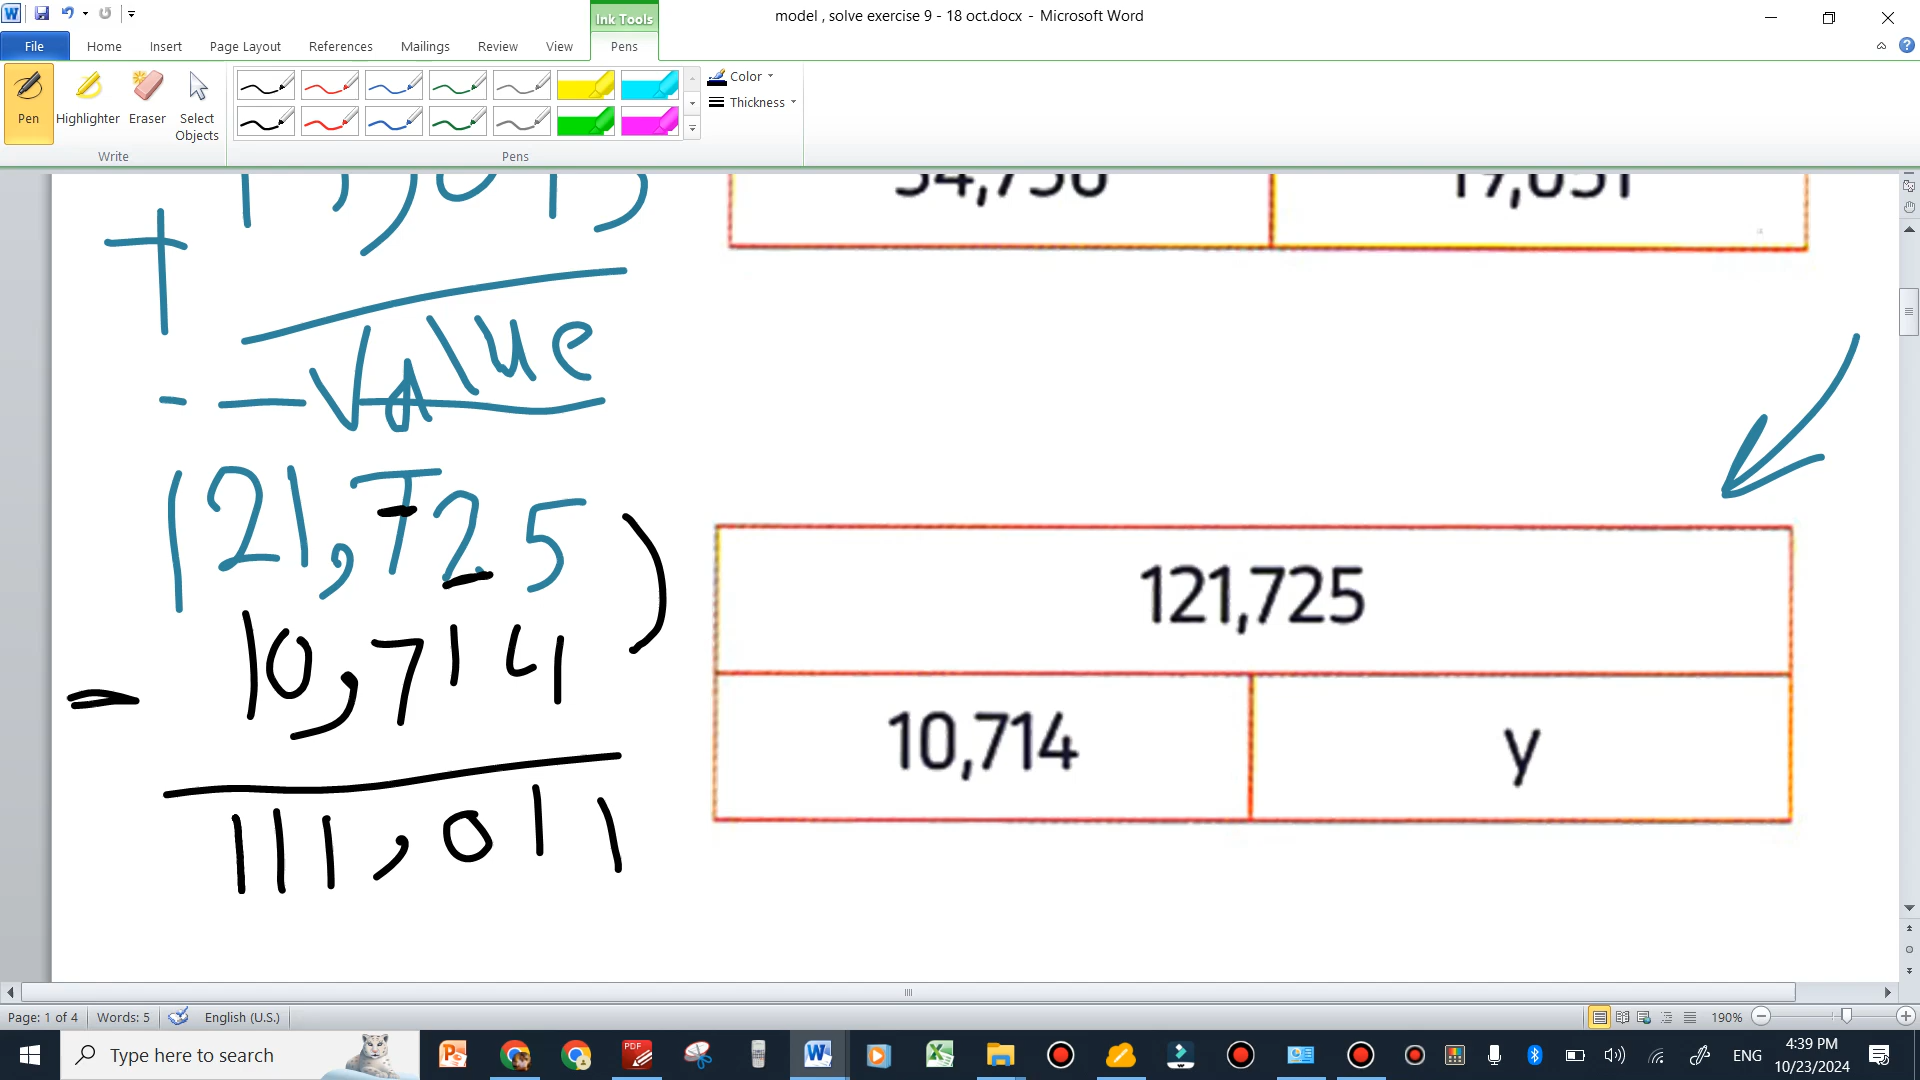 model , solve exercise 9 - 18 oct.docx - Microsoft Word
Ink Tools
File Home Insert Page Layout References Mailings Review View Pens
Pen Highlighter Eraser Select Objects
Color
Thickness
Write
Pens
Value
121,725
10,714
111,011
121,725
10,714 y
Page: 1 of 4 Words: 5 English (U.S.) 190%
Type here to search
ENG
4:39 PM
10/23/2024